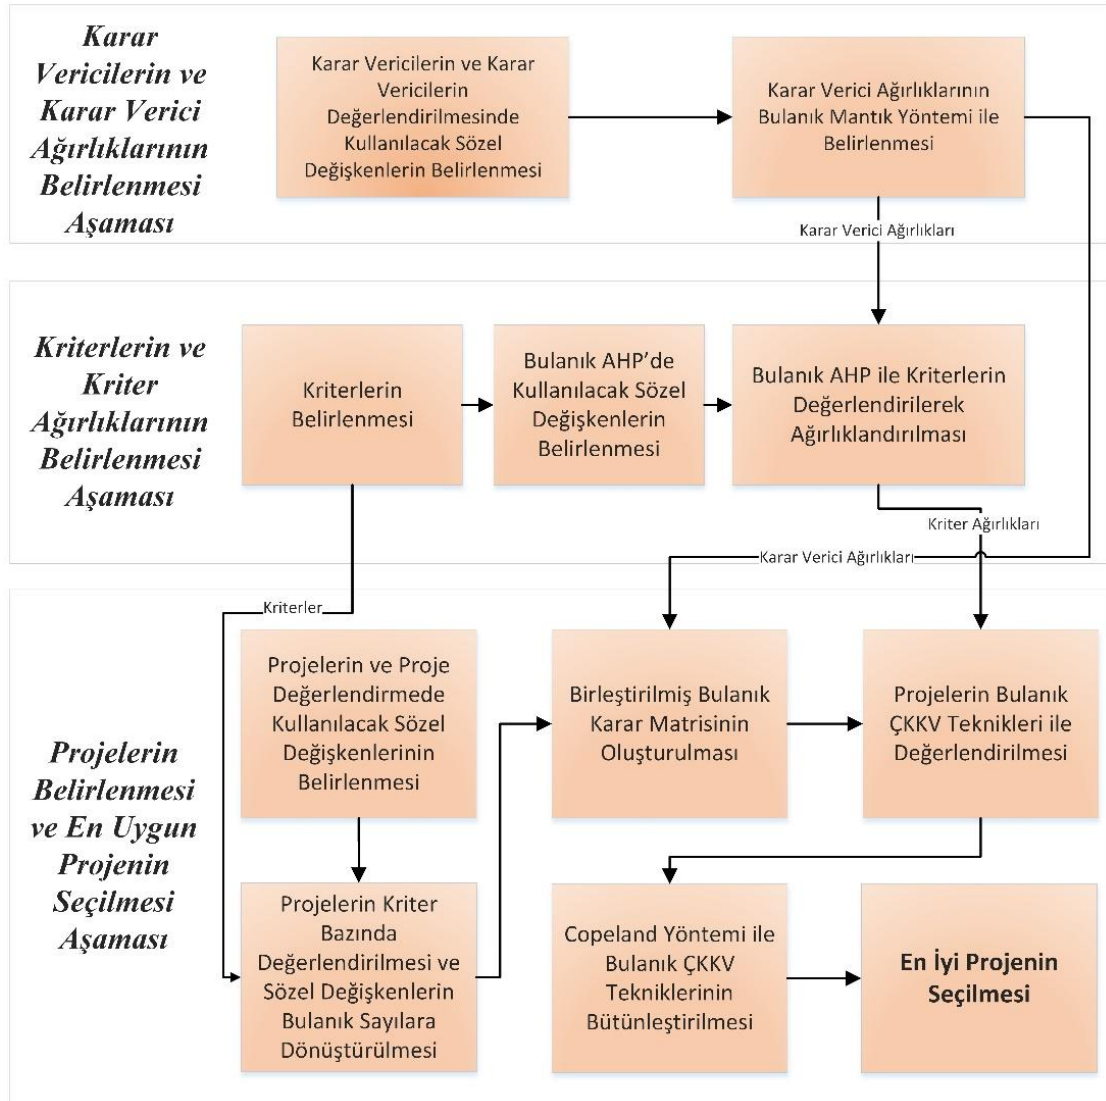 Karar
Vericilerin ve
Karar Verici
Ağırlıklarının
Belirlenmesi
Aşaması
Karar Vericilerin ve Karar
Vericilerin
Değerlendirilmesinde
Kullanılacak Sözel
Değişkenlerin Belirlenmesi
Karar Verici Ağırlıklarının
Bulanık Mantık Yöntemi ile
Belirlenmesi
Karar Verici Ağırlıkları
Kriterlerin ve
Kriter
Ağırlıklarının
Belirlenmesi
Aşaması
Kriterlerin
Belirlenmesi
Bulanık AHP’de
Kullanılacak Sözel
Değişkenlerin
Belirlenmesi
Bulanık AHP ile Kriterlerin
Değerlendirilerek
Ağırlıklandırılması
Kriter Ağırlıkları
Karar Verici Ağırlıkları
Kriterler
Projelerin
Belirlenmesi
ve En Uygun
Projenin
Seçilmesi
Aşaması
Projelerin ve Proje
Değerlendirmede
Kullanılacak Sözel
Değişkenlerinin
Belirlenmesi
Birleştirilmiş Bulanık
Karar Matrisinin
Oluşturulması
Projelerin Bulanık
ÇKKV Teknikleri ile
Değerlendirilmesi
Projelerin Kriter
Bazında
Değerlendirilmesi ve
Sözel Değişkenlerin
Bulanık Sayılara
Dönüştürülmesi
Copeland Yöntemi ile
Bulanık ÇKKV
Tekniklerinin
Bütünleştirilmesi
En İyi Projenin
Seçilmesi